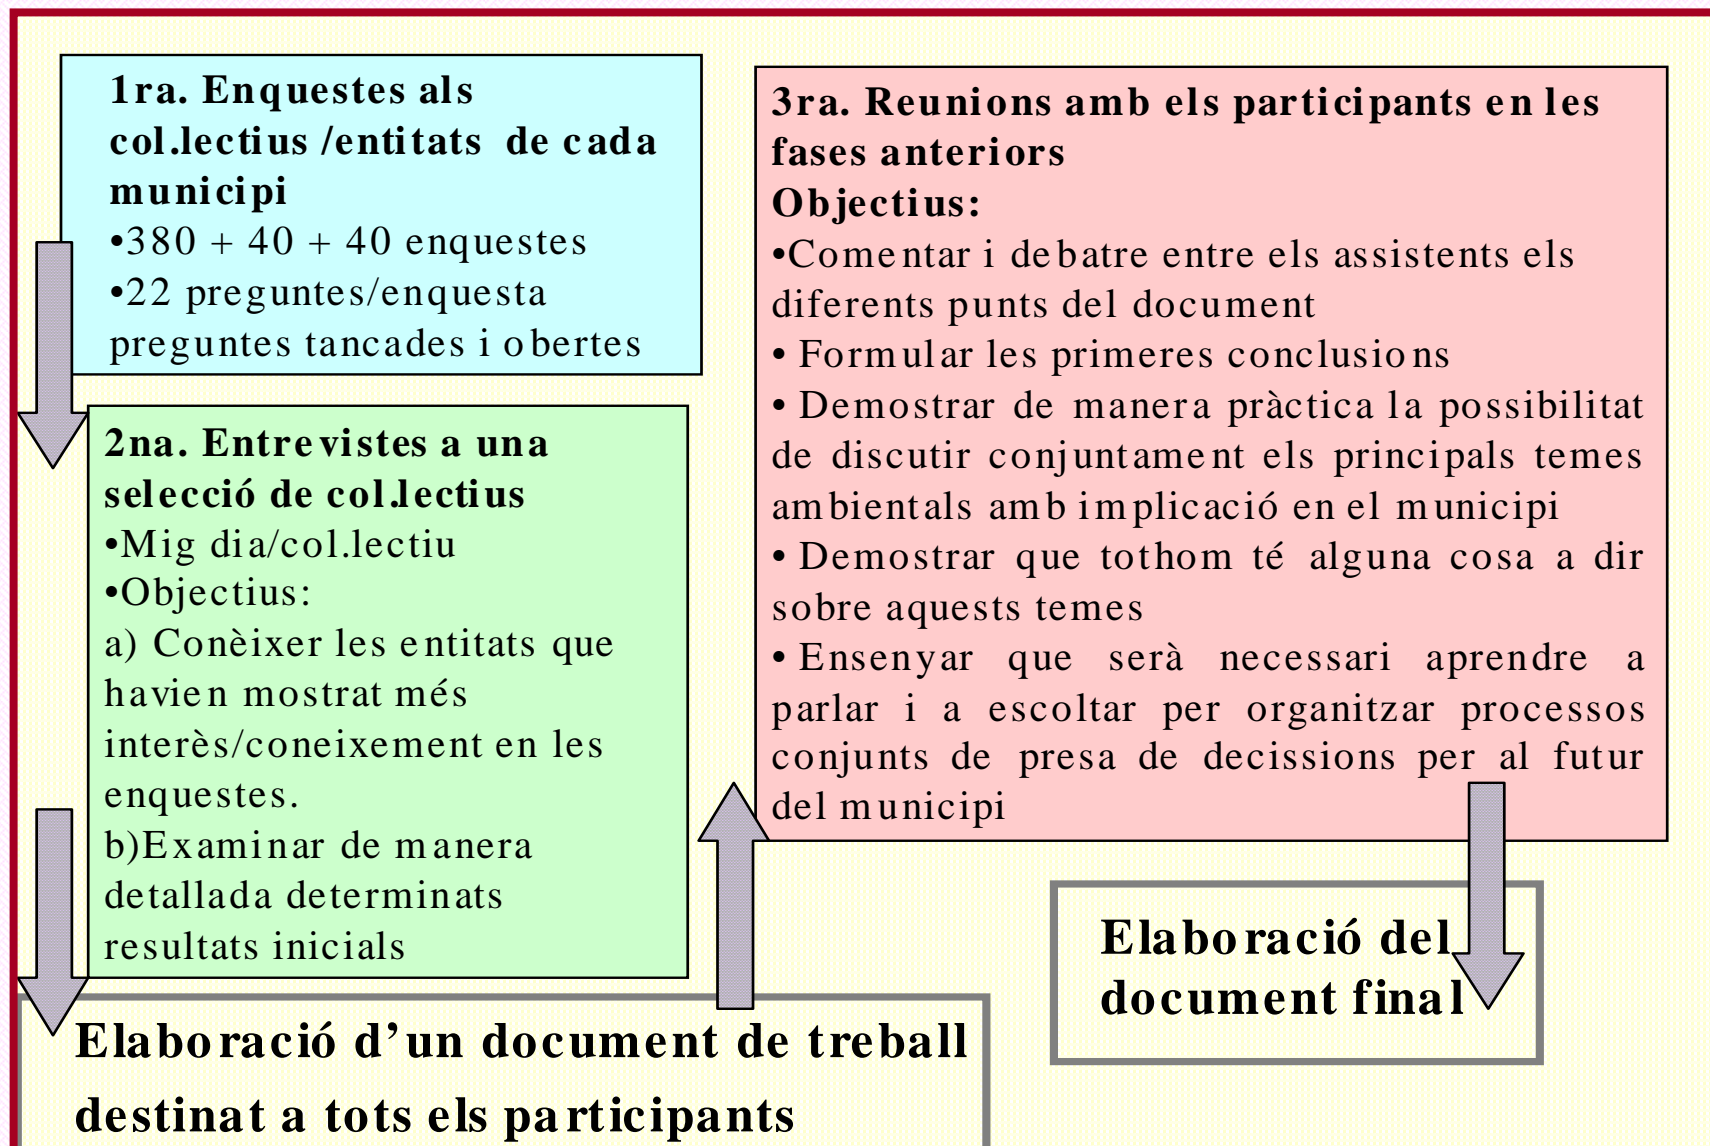 1ra. Enquestes als
col.lectius /entitats de cada
municipi
•380 + 40 + 40 enquestes
•22 preguntes/enquesta
preguntes tancades i obertes
2na. Entrevistes a una
selecció de col.lectius
•Mig dia/col.lectiu
•Objectius:
a) Conèixer les entitats que
havien mostrat més
interès/coneixement en les
enquestes.
b)Examinar de manera
detallada determinats
resultats inicials
Elaboració d’un document de treball
destinat a tots els participants
3ra. Reunions amb els participants en les
fases anteriors
Objectius:
•Comentar i debatre entre els assistents els
diferents punts del document
• Formular les primeres conclusions
• Demostrar de manera pràctica la possibilitat
de discutir conjuntament els principals temes
ambientals amb implicació en el municipi
• Demostrar que tothom té alguna cosa a dir
sobre aquests temes
• Ensenyar que serà necessari aprendre a
parlar i a escoltar per organitzar processos
conjunts de presa de decissions per al futur
del municipi
Elaboració del
document final